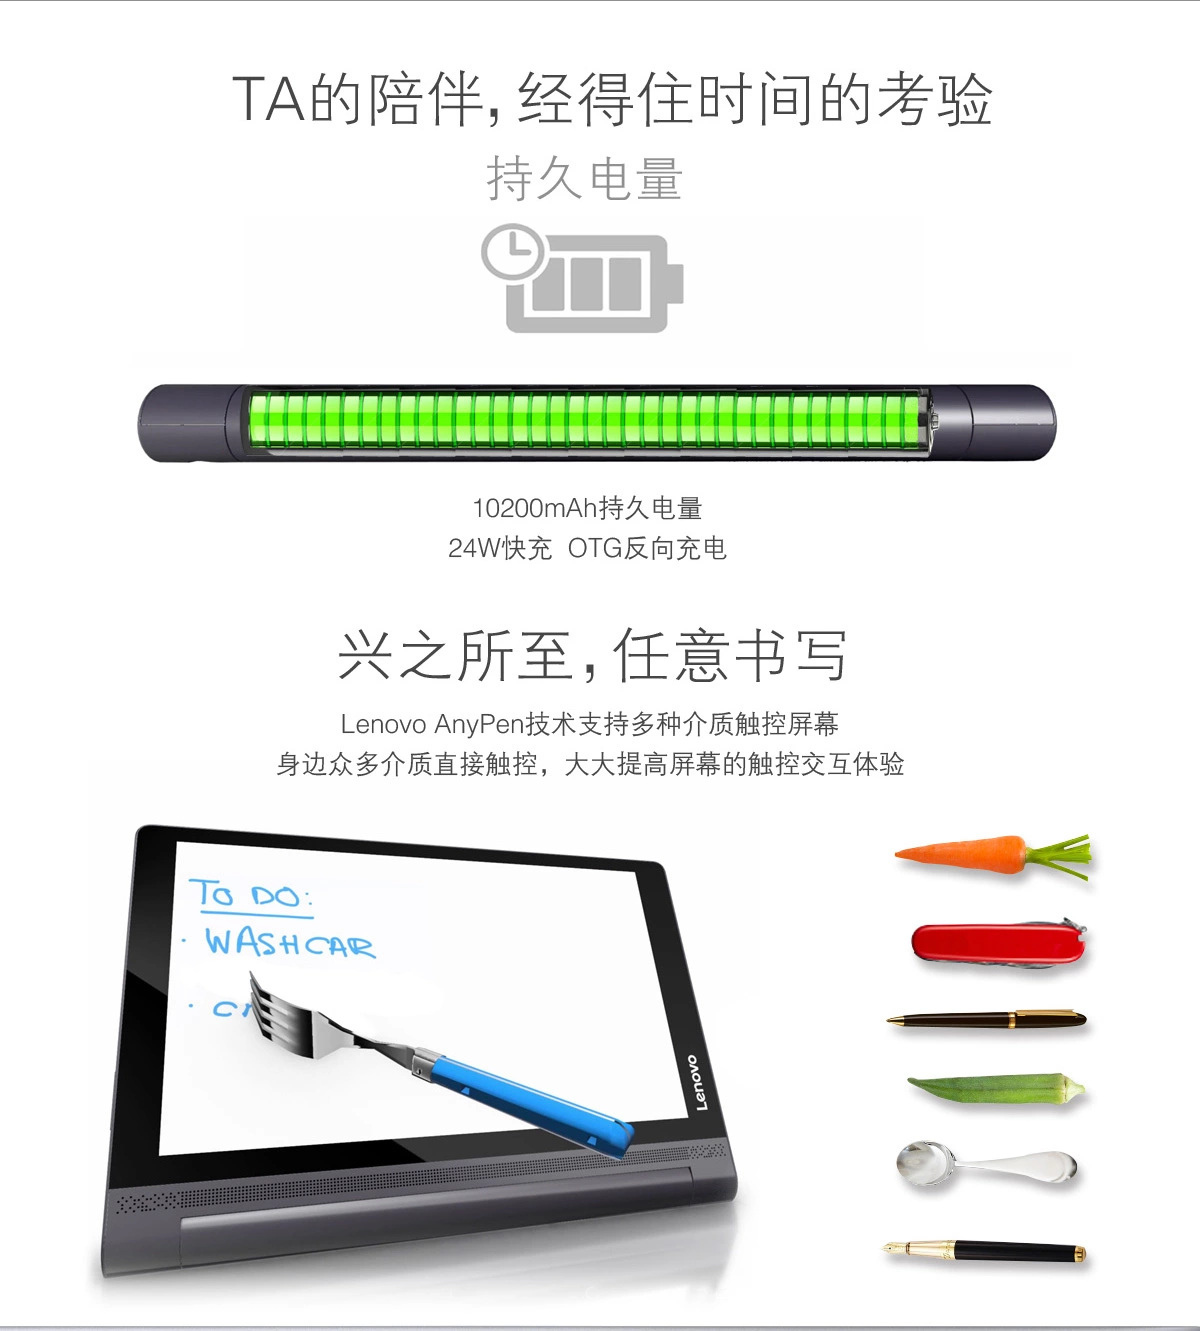 TA的陪伴，经得住时间的考验
持久电量
10200mAh持久电量
24W快充 OTG反向充电
兴之所至，任意书写
Lenovo AnyPen技术支持多种介质触控屏幕
身边众多介质直接触控，大大提高屏幕的触控交互体验
TO DO:
· WASHCAR
· C
Lenovo